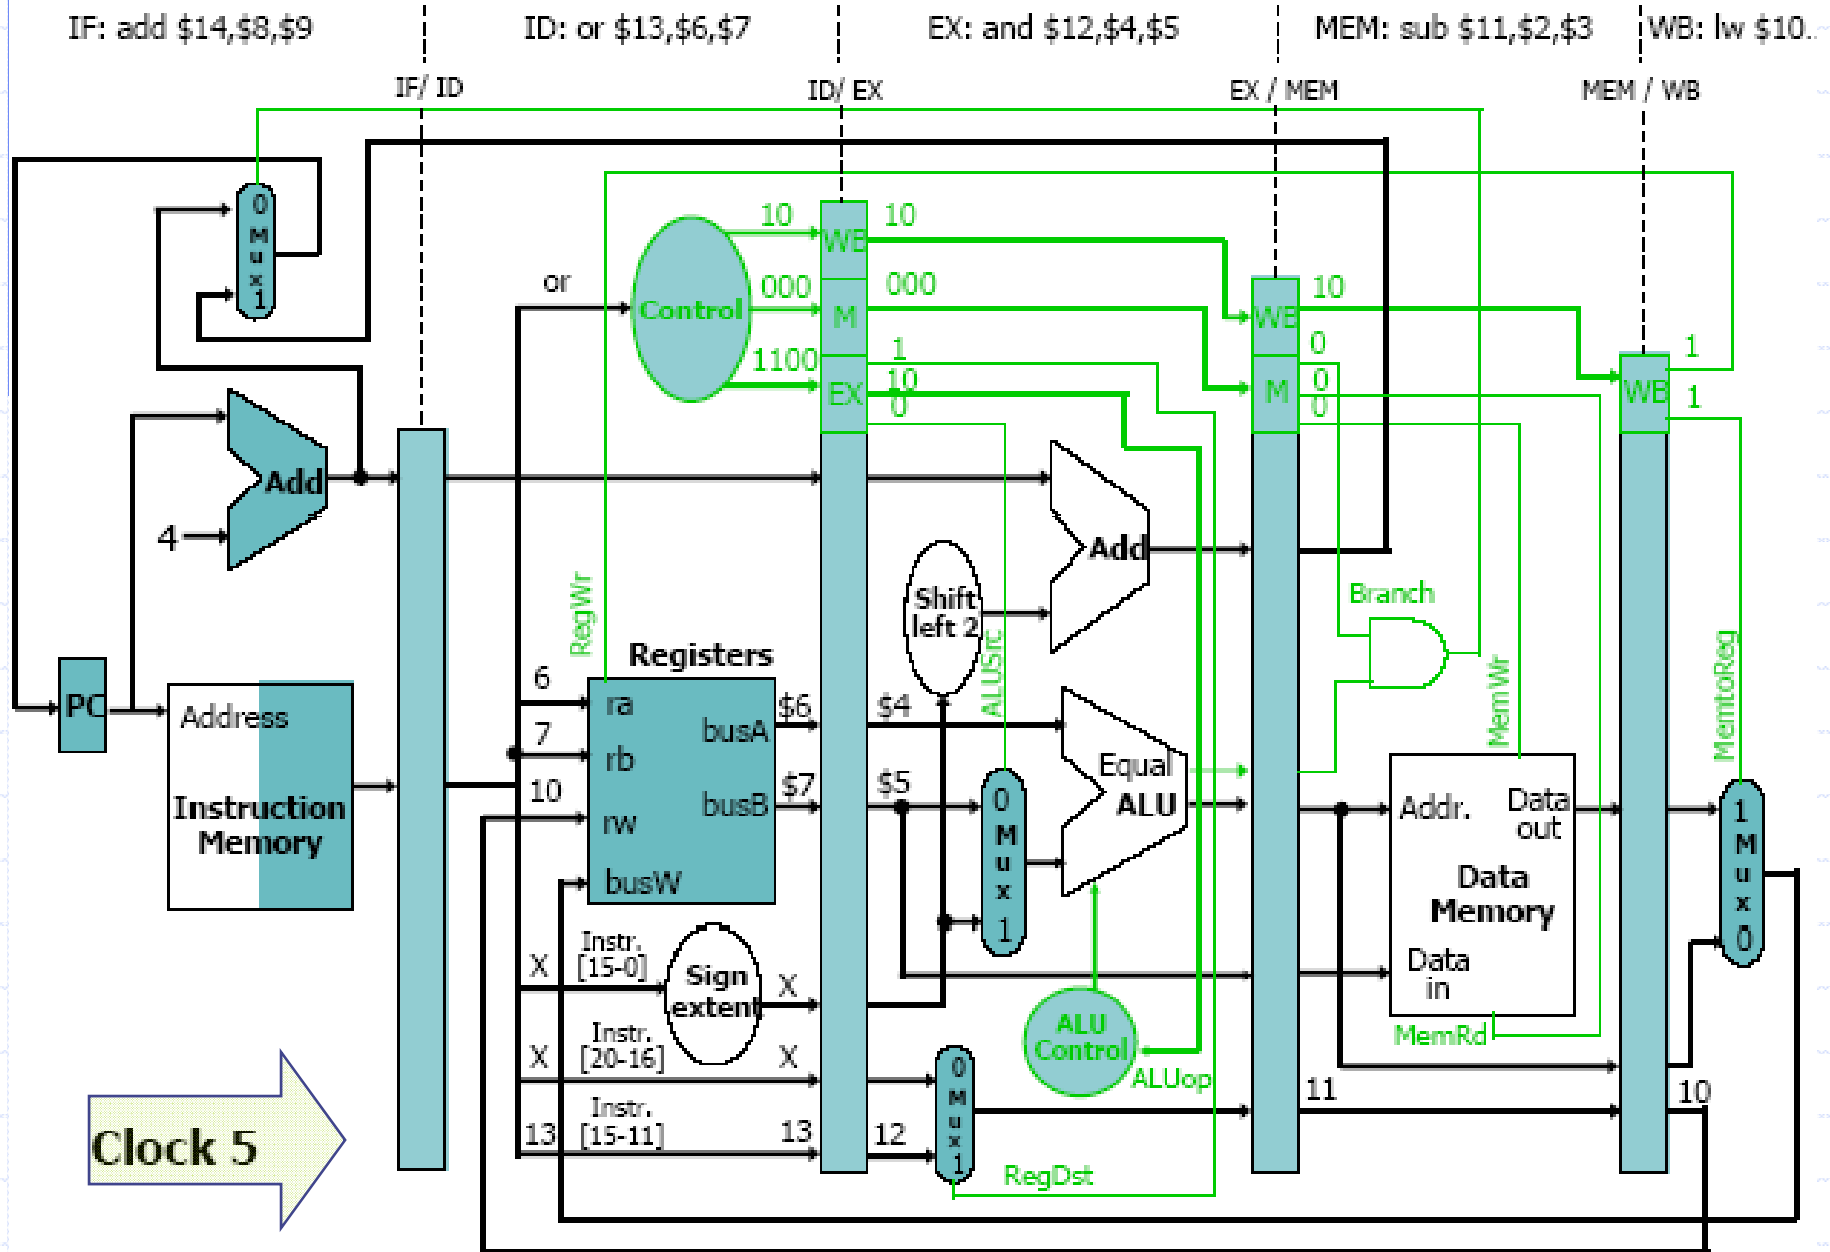 IF: add $14,$8,$9
ID: or $13,$6,$7
EX: and $12,$4,$5
MEM: sub $11,$2,$3
WB: lw $10..
IF/ ID
ID/ EX
EX / MEM
MEM / WB
0
M
u
x
1
or
Control
10
000
1100
WB
M
EX
10
000
1
10
0
WB
M
10
0
0
0
WB
1
1
Add
4
Add
Shift
left 2
Branch
RegWr
ALUSrc
MemWr
MemtoReg
PC
Address
Instruction
Memory
Registers
6
7
10
ra
rb
rw
busW
busA
busB
$6
$7
$4
$5
0
M
u
x
1
Equal
ALU
Addr.
Data
out
Data
Memory
Data
in
MemRd
1
M
u
x
0
X
Instr.
[15-0]
Sign
extent
X
X
Instr.
[20-16]
X
13
Instr.
[15-11]
13
12
0
M
u
x
1
ALU
Control
ALUop
RegDst
11
10
Clock 5